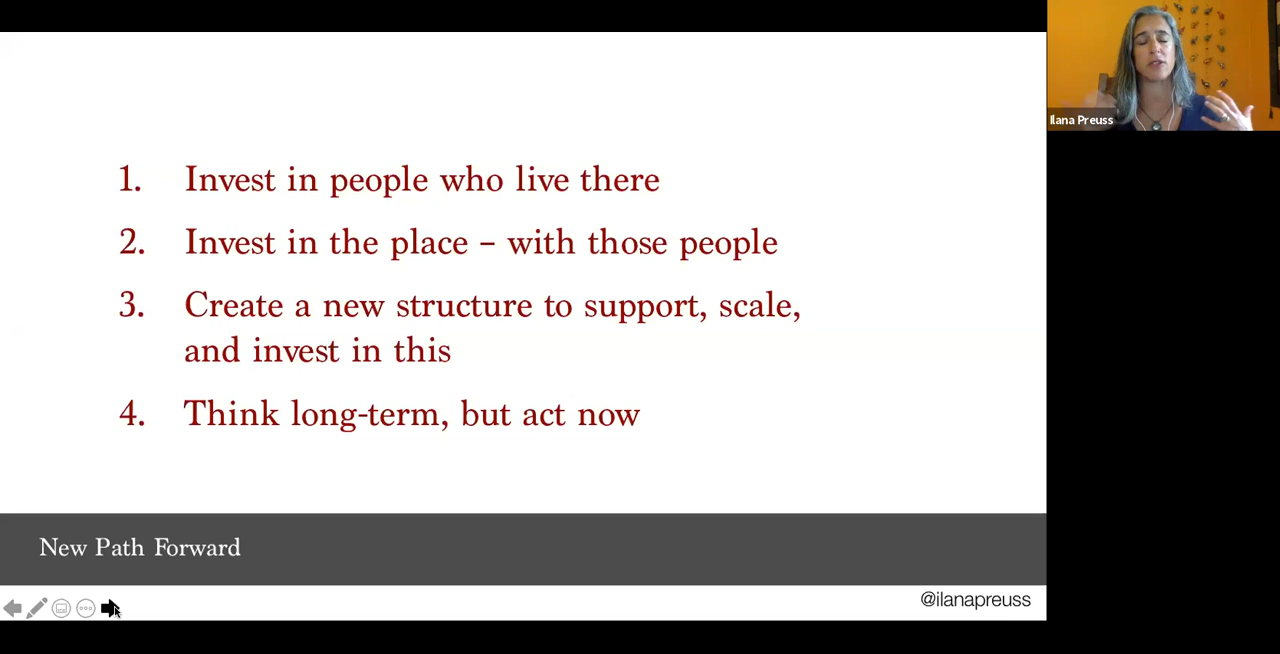 Ilana Preuss
1. Invest in people who live there
2. Invest in the place – with those people
3. Create a new structure to support, scale,
and invest in this
4. Think long-term, but act now
New Path Forward
@ilanapreuss